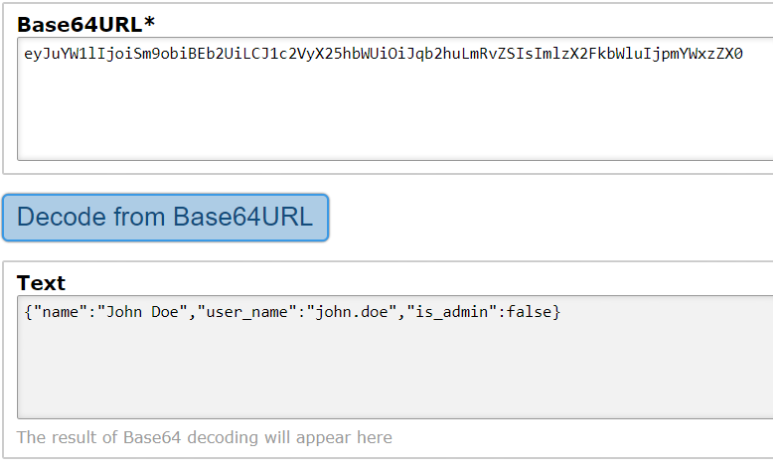 Base64URL*
eyJuYW1lIjoiSm9obiBEb2UiLCJ1c2VyX25hbWUiOiJqb2huLmRvZSIsImlzX2FkbWluIjpmYWxzZX0
Decode from Base64URL
Text
{"name":"John Doe","user_name":"john.doe","is_admin":false}
The result of Base64 decoding will appear here